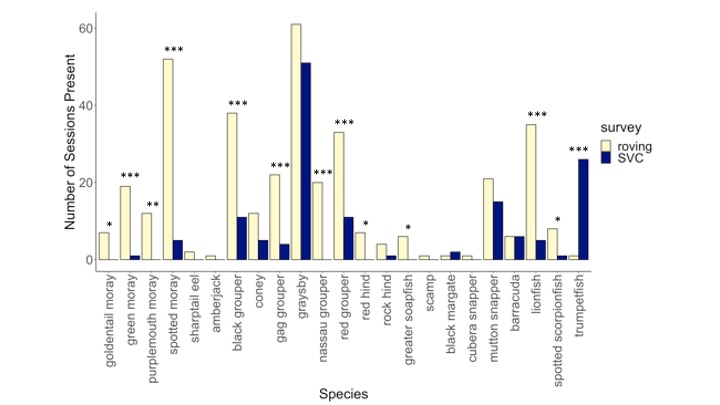 60
40
20
0
Number of Sessions Present
*
***
**
***
***
***
***
***
*
*
***
*
***
goldentail moray
green moray
purplemouth moray
spotted moray
sharptail eel
amberjack
black grouper
coney
gag grouper
graysby
nassau grouper
red grouper
red hind
rock hind
greater soapfish
scamp
black margate
cubera snapper
mutton snapper
barracuda
lionfish
spotted scorpionfish
trumpetfish
Species
survey
roving
SVC